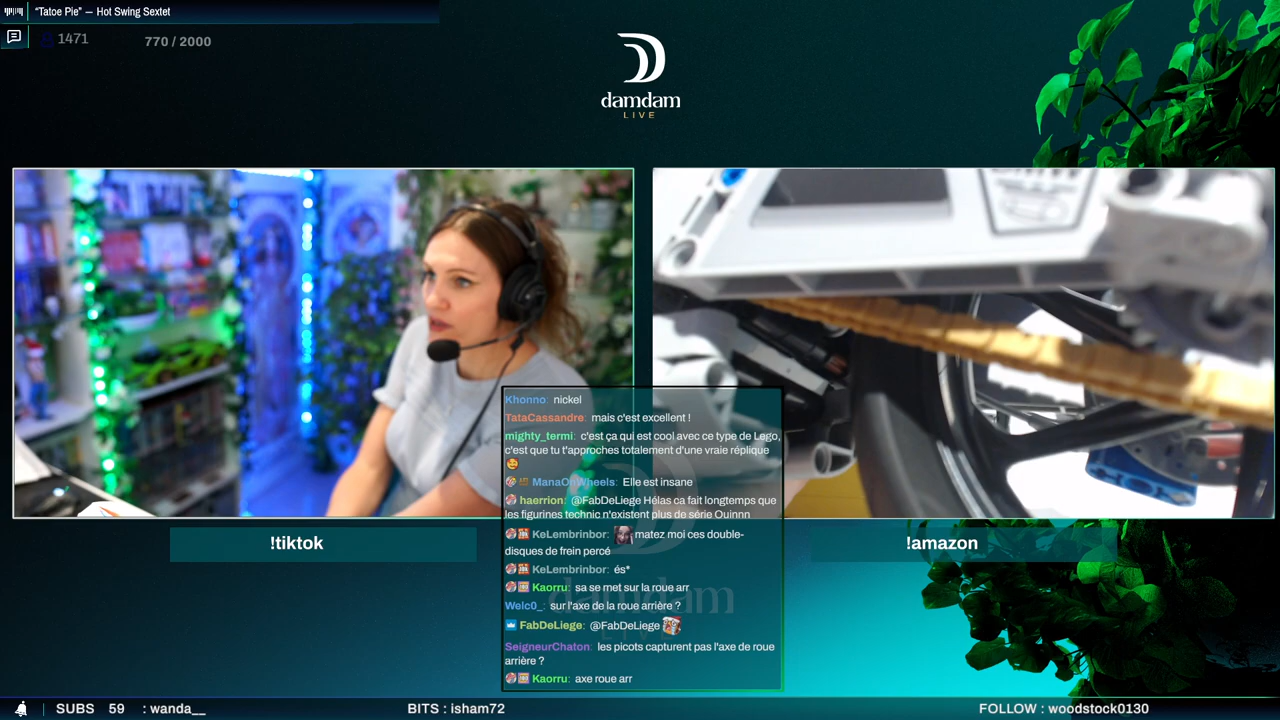 "Tatoe Pie" — Hot Swing Sextet
1471
770 / 2000
damdam
LIVE
Khonno: nickel
TataCassandre: mais c'est excellent !
mighty_termi: c'est ça qui est cool avec ce type de Lego,
c'est que tu t'approches totalement d'une vraie réplique
ManaOnWheels: Elle est insane
haerrion: @FabDeLiege Hélas ca fait longtemps que
les figurines technic n'existent plus de série Ouinnn
KeLembrinbor: matez moi ces double-
disques de frein percé
KeLembrinbor: és*
Kaorru: sa se met sur la roue arr
Welc0_: sur l'axe de la roue arrière ?
FabDeLiege: @FabDeLiege
SeigneurChaton: les picots capturent pas l'axe de roue
arrière ?
Kaorru: axe roue arr
damdam
LIVE
!tiktok
!amazon
SUBS 59 : wanda__
BITS : isham72
FOLLOW : woodstock0130